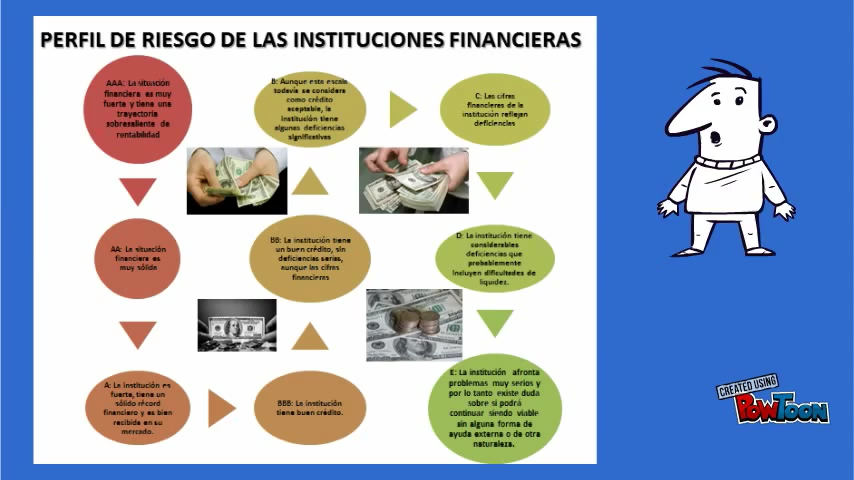 PERFIL DE RIESGO DE LAS INSTITUCIONES FINANCIERAS
AAA: La situación
financiera es muy
fuerte y tiene una
trayectoria
sobresaliente de
rentabilidad
AA: La situación
financiera es
muy sólida
A: La institución es
fuerte, tiene un
sólido récord
financiero y es bien
recibida en su
mercado.
BBB: La institución
tiene buen crédito.
BB: La institución tiene
un buen crédito, sin
deficiencias serias,
aunque las cifras
financieras
B: Aunque esta escala
todavía se considera
como crédito
aceptable, la
institución tiene
algunas deficiencias
significativas
C: Las cifras
financieras de la
institución reflejan
deficiencias
D: La institución tiene
considerables
deficiencias que
probablemente
incluyen dificultades de
liquidez.
E: La institución afronta
problemas muy serios y
por lo tanto existe duda
sobre si podrá
continuar siendo viable
sin alguna forma de
ayuda externa o de otra
naturaleza.
CREATED USING
POWTOON